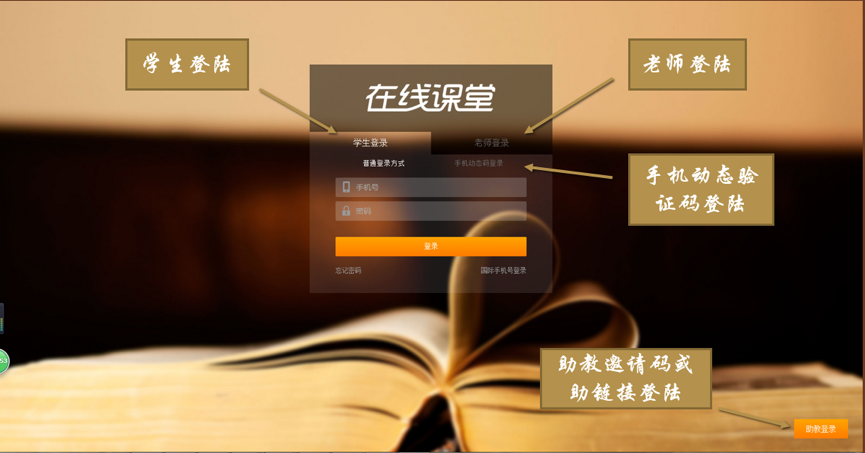 学生登陆
老师登陆
在线课堂
学生登录
老师登录
普通登录方式
手机动态码登录
手机动态验
证码登陆
手机号
密码
登录
忘记密码
国际手机号登录
助教邀请码或
助链接登陆
助教登录
53